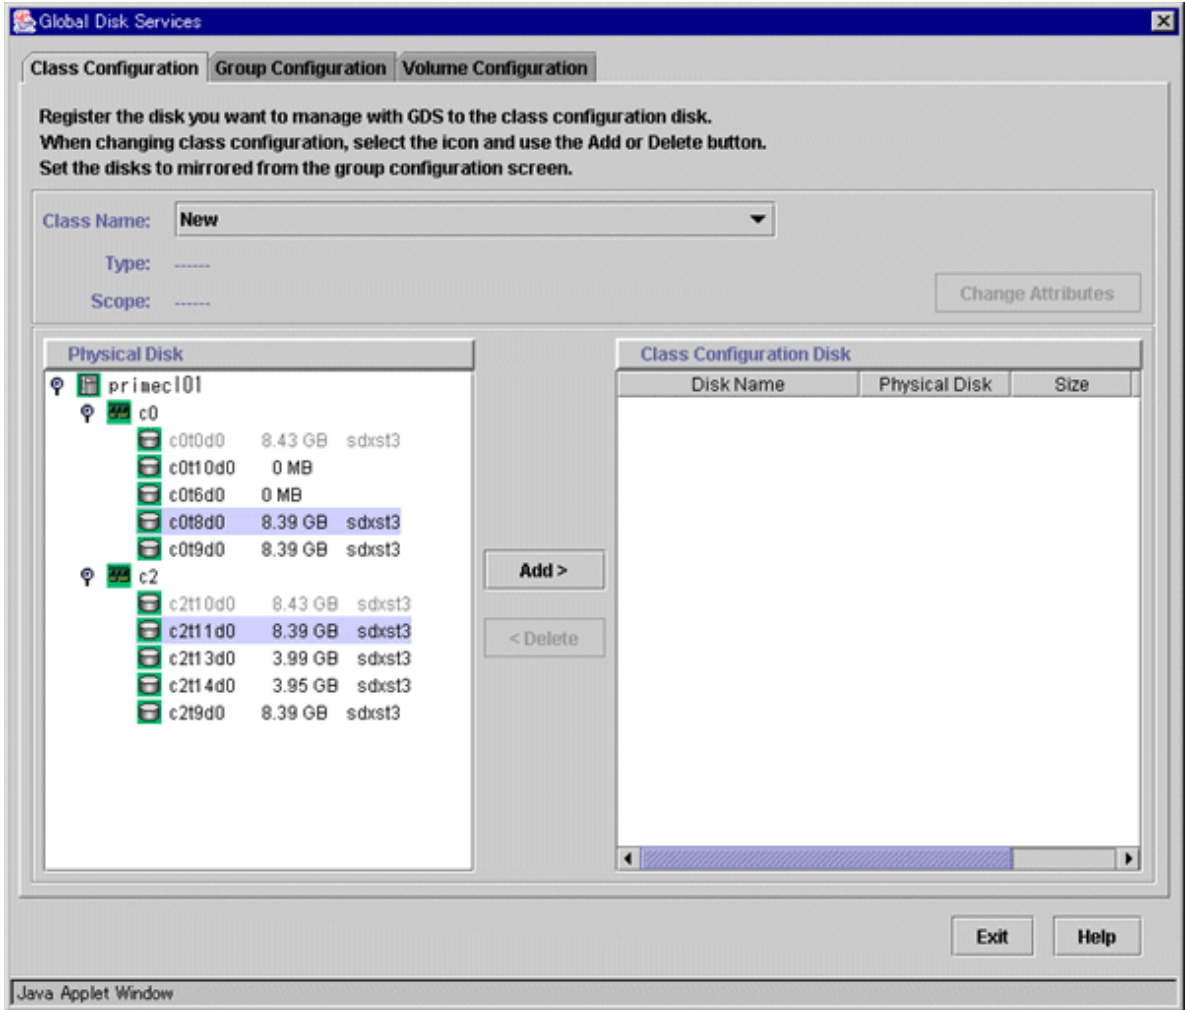 Global Disk Services
Class Configuration Group Configuration Volume Configuration
Register the disk you want to manage with GDS to the class configuration disk.
When changing class configuration, select the icon and use the Add or Delete button.
Set the disks to mirrored from the group configuration screen.
Class Name: New
Type: ------
Scope: ------
Change Attributes
Physical Disk
primecl01
c0
c0t0d0 8.43 GB sdxst3
c0t10d0 0 MB
c0t6d0 0 MB
c0t8d0 8.39 GB sdxst3
c0t9d0 8.39 GB sdxst3
c2
c2t10d0 8.43 GB sdxst3
c2t11d0 8.39 GB sdxst3
c2t13d0 3.99 GB sdxst3
c2t14d0 3.95 GB sdxst3
c2t9d0 8.39 GB sdxst3
Add >
< Delete
Class Configuration Disk
Disk Name Physical Disk Size
Exit Help
Java Applet Window